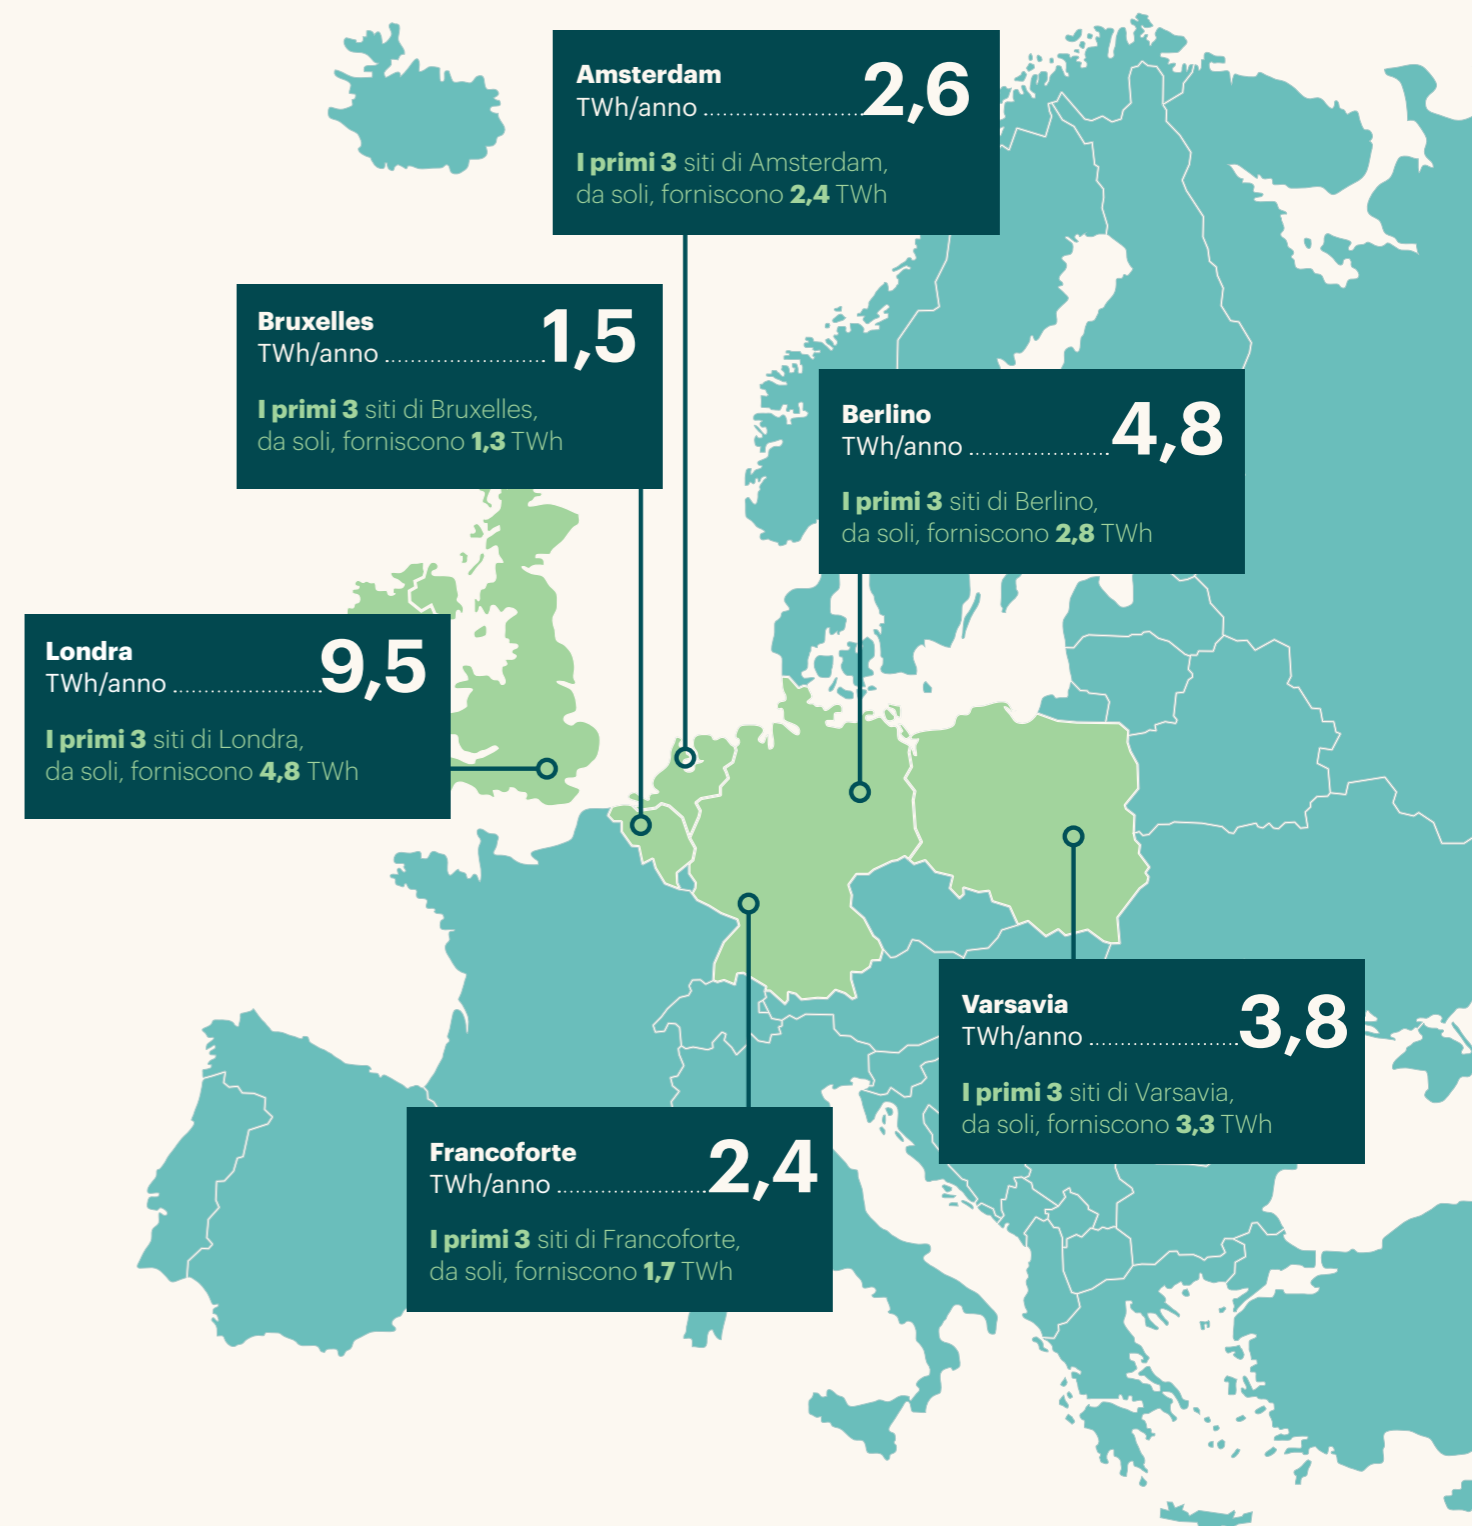 Amsterdam
TWh/anno ..................... 2,6
I primi 3 siti di Amsterdam,
da soli, forniscono 2,4 TWh
Bruxelles
TWh/anno ..................... 1,5
I primi 3 siti di Bruxelles,
da soli, forniscono 1,3 TWh
Berlino
TWh/anno ..................... 4,8
I primi 3 siti di Berlino,
da soli, forniscono 2,8 TWh
Londra
TWh/anno ..................... 9,5
I primi 3 siti di Londra,
da soli, forniscono 4,8 TWh
Varsavia
TWh/anno ..................... 3,8
I primi 3 siti di Varsavia,
da soli, forniscono 3,3 TWh
Francoforte
TWh/anno ..................... 2,4
I primi 3 siti di Francoforte,
da soli, forniscono 1,7 TWh